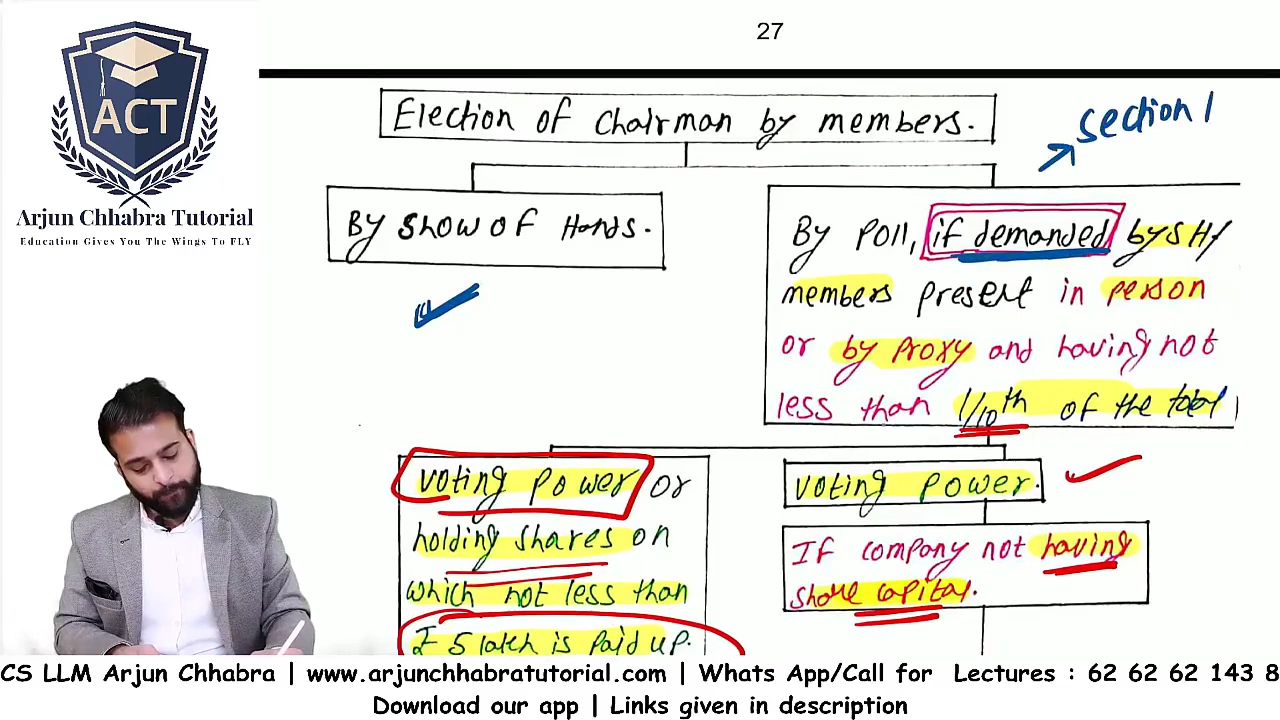 27
ACT
Arjun Chhabra Tutorial
Education Gives You The Wings To FLY
Election of Chairman by members.
section 1
By Show Of Hands.
By Poll, if demanded by SH/
members present in person
or by Proxy and having not
less than 1/10th of the total
voting power or
holding shares on
which not less than
₹ 5 lakh is paid up.
voting power.
If company not having
share capital.
CS LLM Arjun Chhabra | www.arjunchhabratutorial.com | Whats App/Call for Lectures : 62 62 62 143 8
Download our app | Links given in description